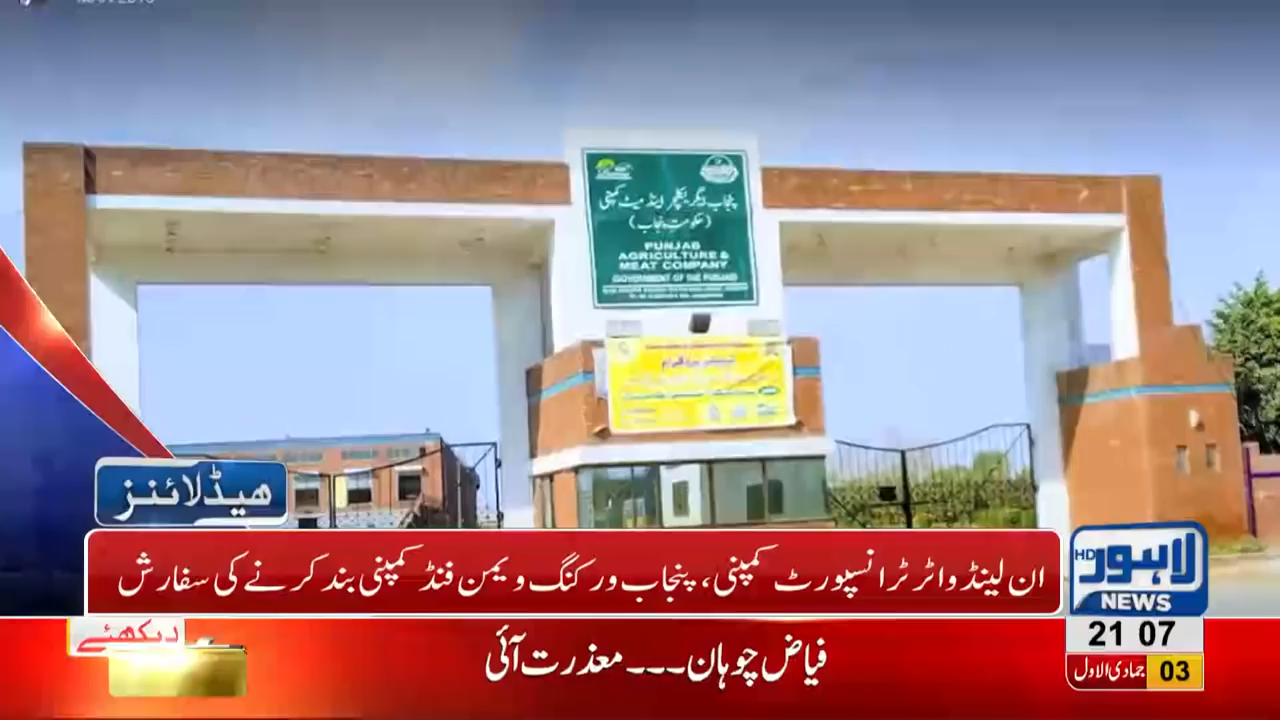 پنجاب ایگریکلچر اینڈ میٹ کمپنی
(حکومت پنجاب)
PUNJAB
AGRICULTURE &
MEAT COMPANY
GOVERNMENT OF THE PUNJAB
ھیڈلائنز
ان لینڈ واٹر ٹرانسپورٹ کمپنی، پنجاب ورکنگ ویمن فنڈ کمپنی بند کرنے کی سفارش
HD
لاہور
NEWS
دیکھئے
فیاض چوہان --- معذرت آئی
21 07
جمادی الاول 03